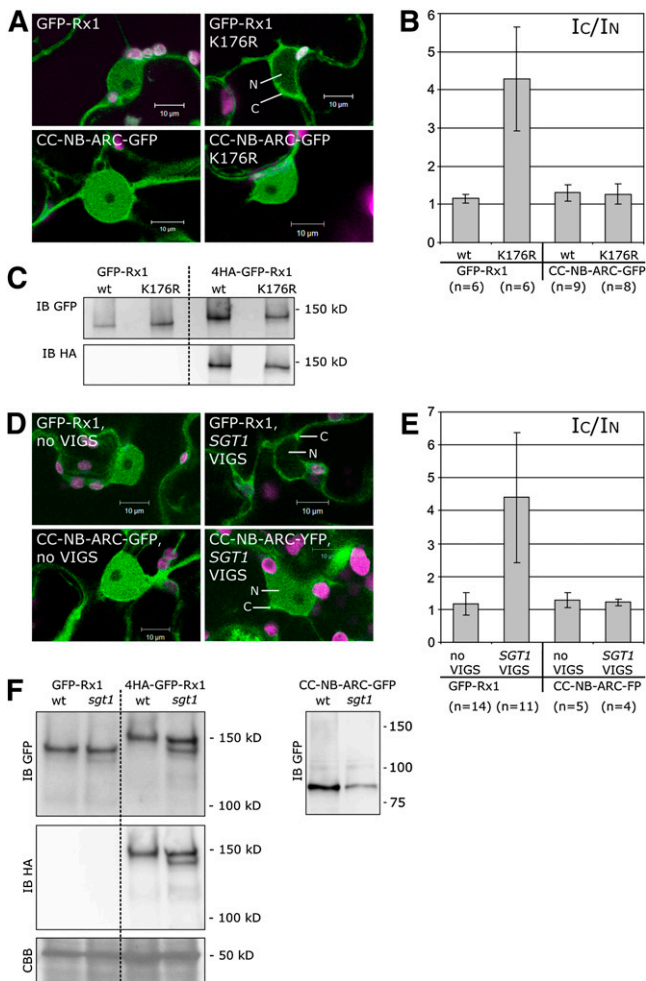 A
GFP-Rx1
GFP-Rx1
K176R
N
C
10 µm
10 µm
CC-NB-ARC-GFP
CC-NB-ARC-GFP
K176R
10 µm
10 µm
B
IC/IN
6
5
4
3
2
1
0
wt K176R wt K176R
GFP-Rx1 CC-NB-ARC-GFP
(n=6) (n=6) (n=9) (n=8)
C
GFP-Rx1 4HA-GFP-Rx1
wt K176R wt K176R
IB GFP
- 150 kD
IB HA
- 150 kD
D
GFP-Rx1,
no VIGS
GFP-Rx1,
SGT1
VIGS
C
N
10 µm
10 µm
CC-NB-ARC-GFP,
no VIGS
CC-NB-ARC-YFP,
SGT1
VIGS
10 µm
N
C
10 µm
E
IC/IN
7
6
5
4
3
2
1
0
no VIGS SGT1 VIGS no VIGS SGT1 VIGS
GFP-Rx1 CC-NB-ARC-FP
(n=14) (n=11) (n=5) (n=4)
F
GFP-Rx1 4HA-GFP-Rx1
wt sgt1 wt sgt1
IB GFP
- 150 kD
- 100 kD
IB HA
- 150 kD
- 100 kD
CBB
- 50 kD
CC-NB-ARC-GFP
wt sgt1
IB GFP
- 150
- 100
- 75